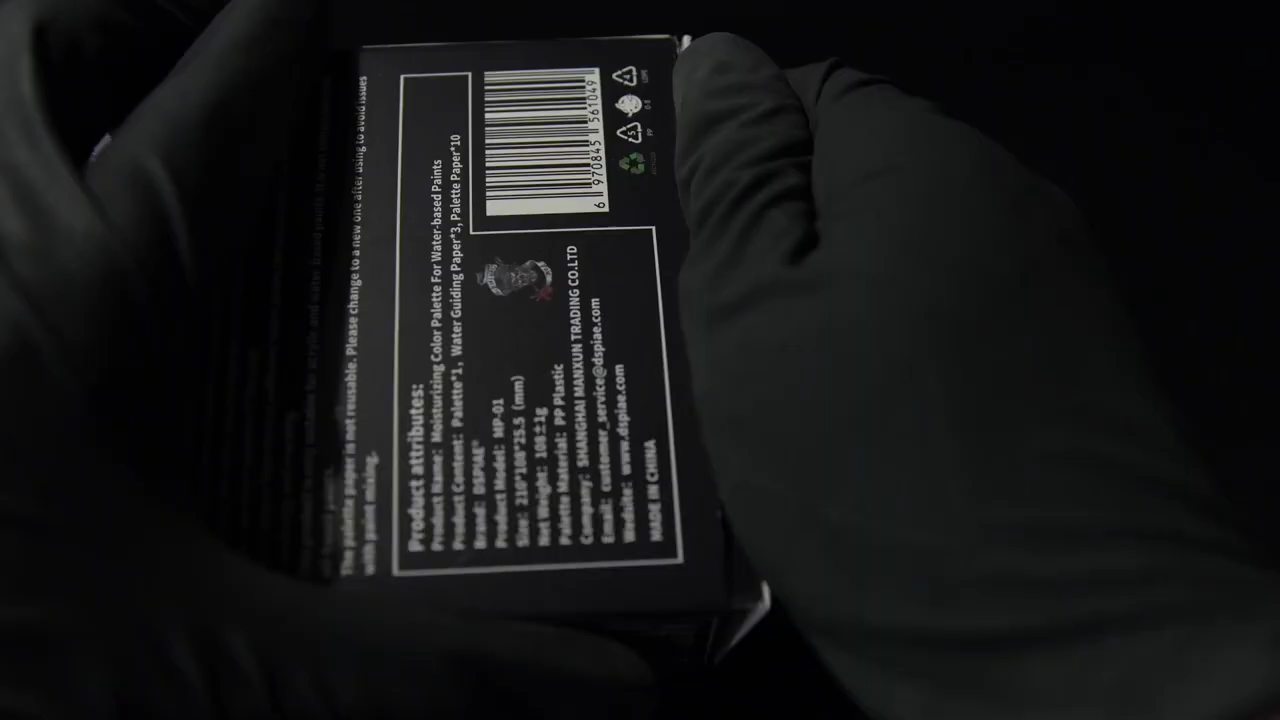 The palette paper is not reusable. Please change to a new one after using to avoid issues
with paint mixing.
Product attributes:
Product Name: Moisturizing Color Palette For Water-based Paints
Product Content: Palette*1, Water Guiding Paper*3, Palette Paper*10
Brand: DSPIAE
Product Model: MP-01
Size: 210*108*25.5 (mm)
Net Weight: 108±1g
Palette Material: PP Plastic
Company: SHANGHAI MANXUN TRADING CO.LTD
Email: customer_service@dspiae.com
Website: www.dspiae.com
MADE IN CHINA
6 970845 561049
5
PP
4
LDPE